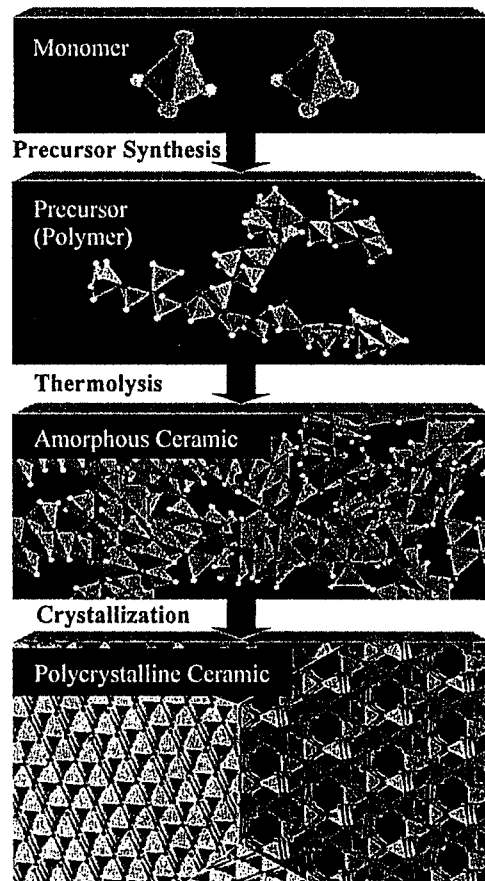 Monomer
Precursor Synthesis
Precursor
(Polymer)
Thermolysis
Amorphous Ceramic
Crystallization
Polycrystalline Ceramic